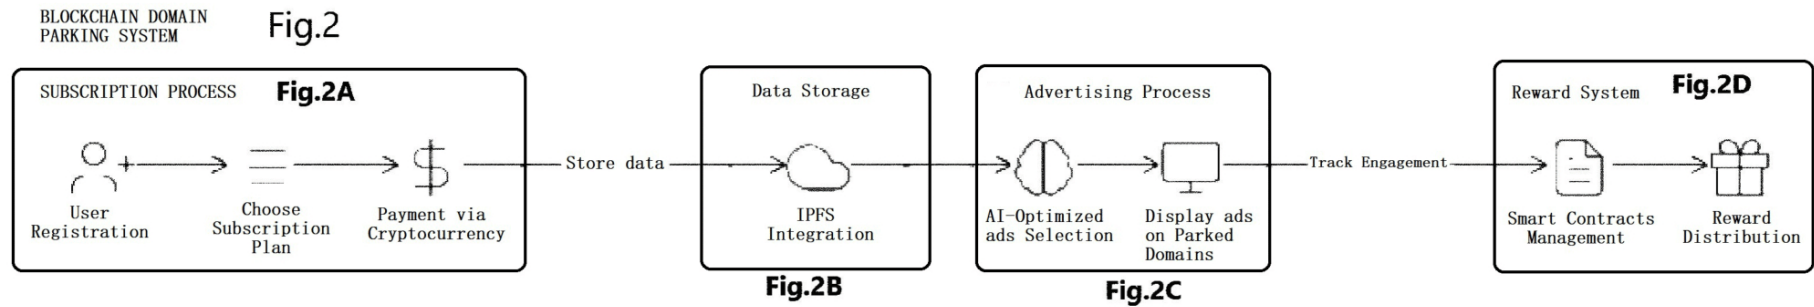 BLOCKCHAIN DOMAIN
PARKING SYSTEM
Fig.2
SUBSCRIPTION PROCESS
Fig.2A
User
Registration
Choose
Subscription
Plan
Payment via
Cryptocurrency
Store data
Data Storage
IPFS
Integration
Fig.2B
Advertising Process
AI-Optimized
ads Selection
Display ads
on Parked
Domains
Fig.2C
Track Engagement
Reward System
Fig.2D
Smart Contracts
Management
Reward
Distribution